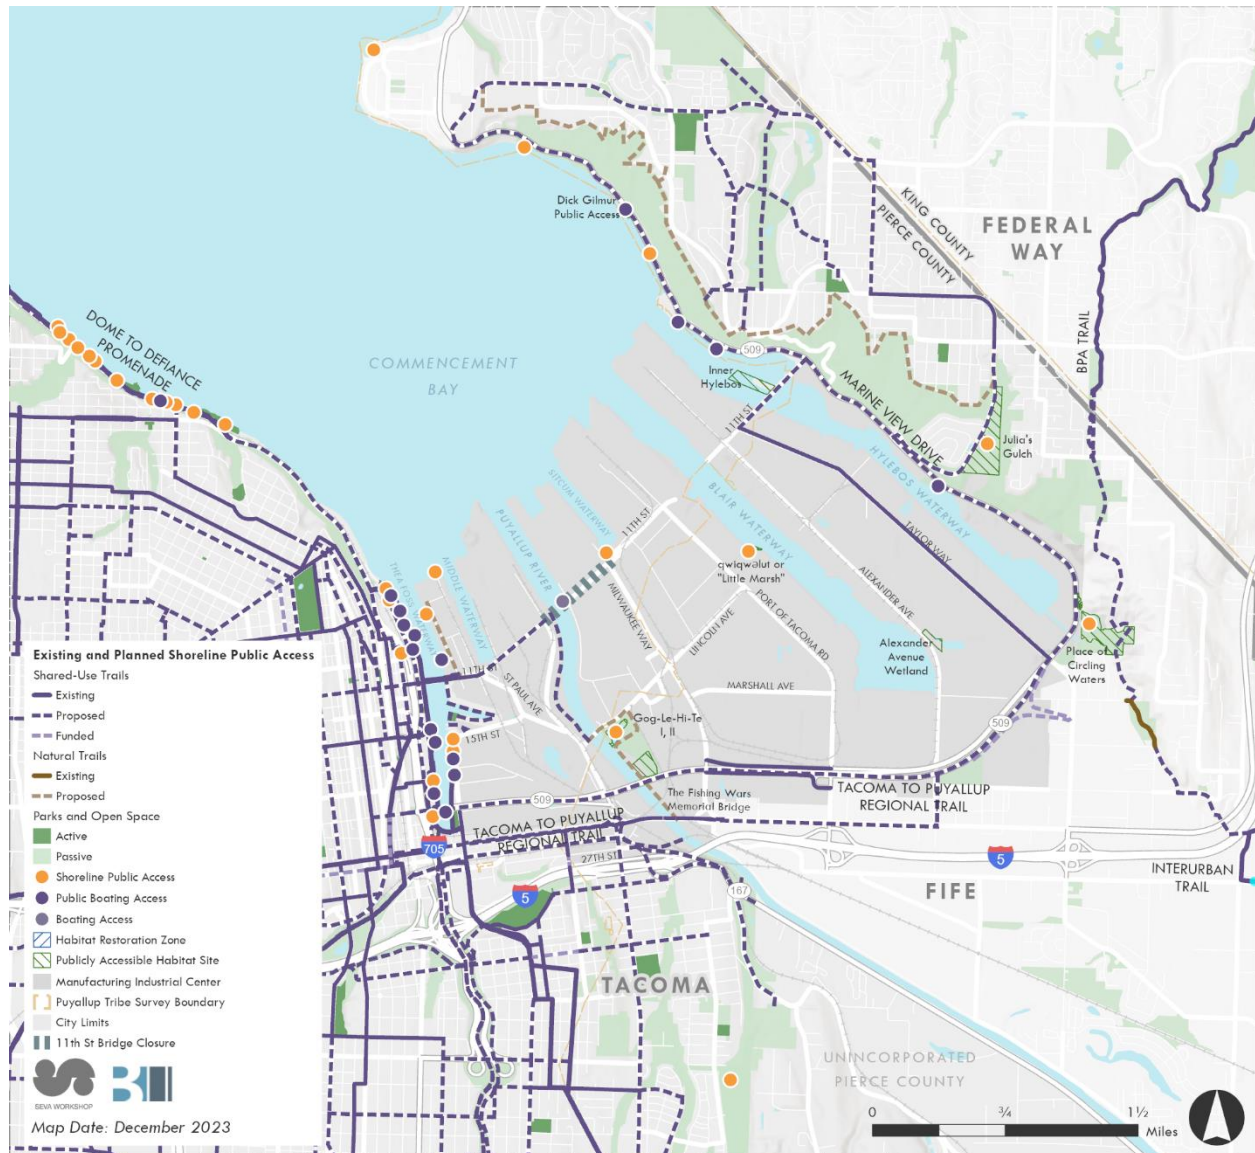 Dick Gilmur
Public Access
KING COUNTY
PIERCE COUNTY
FEDERAL
WAY
BPA TRAIL
DOME TO DEFIANCE
PROMENADE
COMMENCEMENT
BAY
509
Inner
Hylebos
MARINE VIEW DRIVE
11TH ST
Julia's
Gulch
HYLEBOS WATERWAY
SITCUM WATERWAY
BLAIR WATERWAY
PUYALLUP RIVER
11TH ST
TAYLOR WAY
MIDDLE WATERWAY
THEA FOSS WATERWAY
qwiqwəlut or
"Little Marsh"
ALEXANDER AVE
MILWAUKEE WAY
LINCOLN AVE
PORT OF TACOMA RD
Alexander
Avenue
Wetland
Place of
Circling
Waters
11TH ST
ST PAUL AVE
MARSHALL AVE
Gog-Le-Hi-Te
I, II
509
15TH ST
The Fishing Wars
Memorial Bridge
TACOMA TO PUYALLUP
REGIONAL TRAIL
509
TACOMA TO PUYALLUP
REGIONAL TRAIL
705
27TH ST
5
INTERURBAN
TRAIL
5
167
FIFE
TACOMA
UNINCORPORATED
PIERCE COUNTY
Existing and Planned Shoreline Public Access
Shared-Use Trails
Existing
Proposed
Funded
Natural Trails
Existing
Proposed
Parks and Open Space
Active
Passive
Shoreline Public Access
Public Boating Access
Boating Access
Habitat Restoration Zone
Publicly Accessible Habitat Site
Manufacturing Industrial Center
Puyallup Tribe Survey Boundary
City Limits
11th St Bridge Closure
SEVA WORKSHOP
Map Date: December 2023
0 3/4 1 1/2
Miles